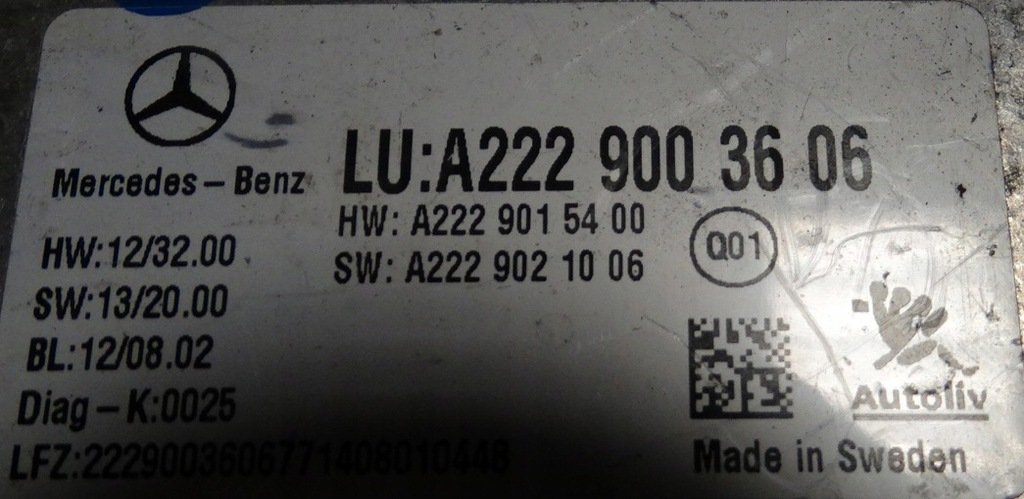 Mercedes-Benz
LU:A222 900 36 06
HW: A222 901 54 00
SW: A222 902 10 06
Q01
HW:12/32.00
SW:13/20.00
BL:12/08.02
Diag-K:0025
LFZ:2229003606771408010448
Autoliv
Made in Sweden